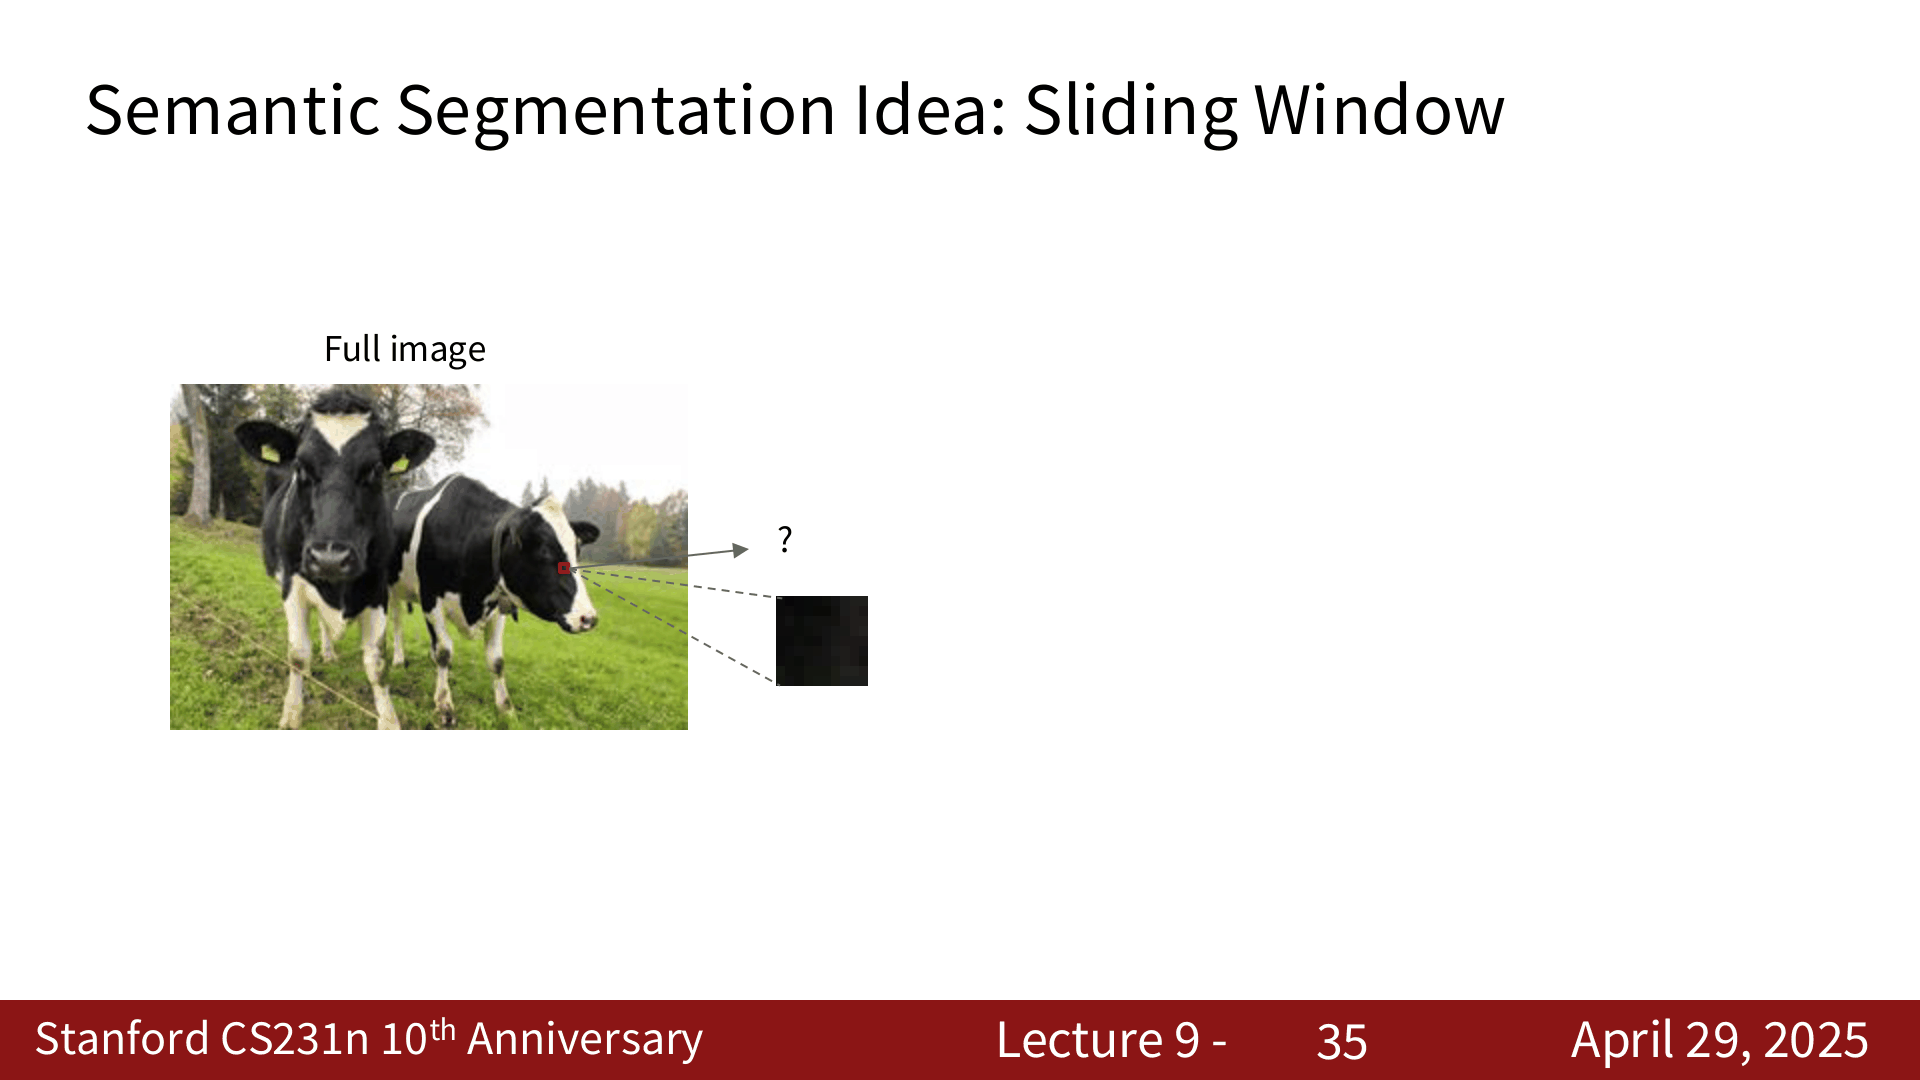 Semantic Segmentation Idea: Sliding Window
Full image
?
Stanford CS231n 10th Anniversary
Lecture 9 - 35
April 29, 2025